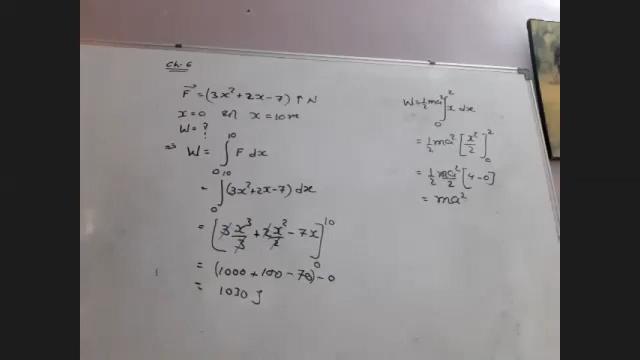 Ch-6
F⃗ = (3x² + 2x - 7) î N
x = 0 से x = 10 m
W = ?
⇒ W = ∫₀¹⁰ F dx
= ∫₀¹⁰ (3x² + 2x - 7) dx
= [3x³/3 + 2x²/2 - 7x]₀¹⁰
= (1000 + 100 - 70) - 0
= 1030 J
W = ½ma² ∫₀² x dx
= ½ma² [x²/2]₀²
= ½ ma²/2 [4-0]
= ma²